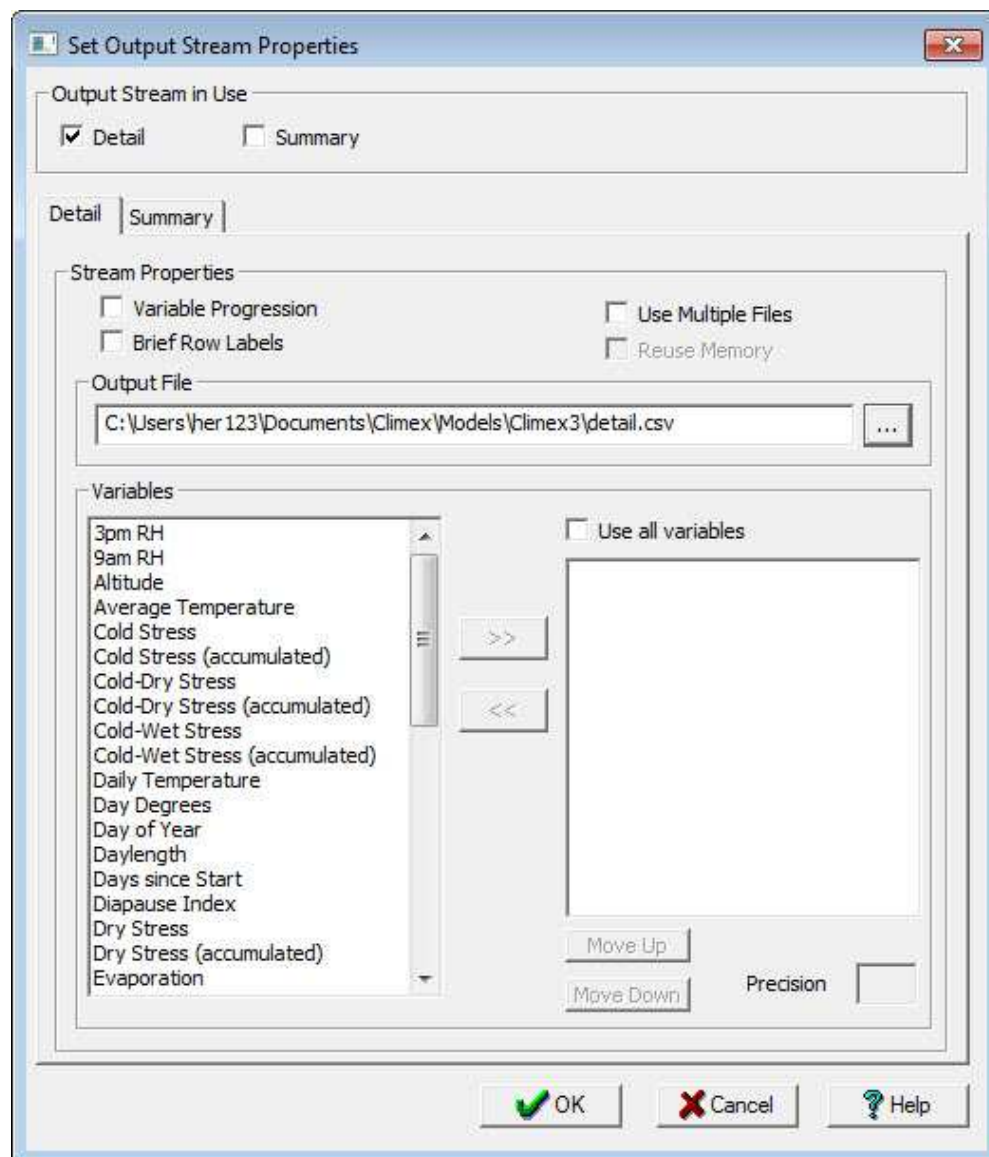 Set Output Stream Properties
Output Stream in Use
Detail Summary
Detail Summary
Stream Properties
Variable Progression Use Multiple Files
Brief Row Labels Reuse Memory
Output File
C:\Users\her123\Documents\Climex\Models\Climex3\detail.csv ...
Variables
Use all variables
3pm RH
9am RH
Altitude
Average Temperature
Cold Stress
Cold Stress (accumulated)
Cold-Dry Stress
Cold-Dry Stress (accumulated)
Cold-Wet Stress
Cold-Wet Stress (accumulated)
Daily Temperature
Day Degrees
Day of Year
Daylength
Days since Start
Diapause Index
Dry Stress
Dry Stress (accumulated)
Evaporation
>>
<<
Move Up
Move Down Precision
OK Cancel Help